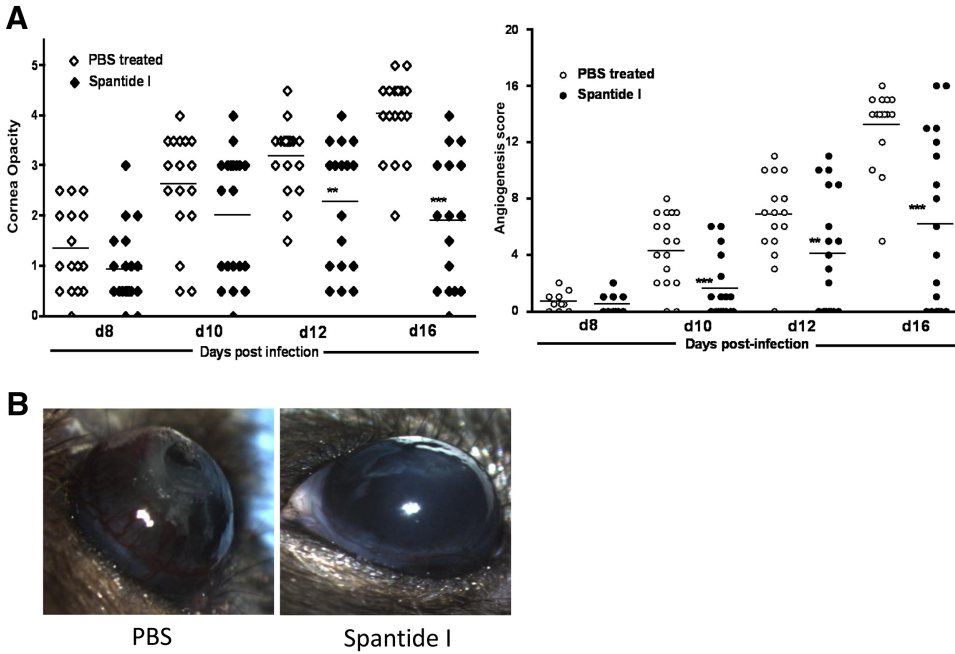 A
Cornea Opacity
5
4
3
2
1
0
PBS treated
Spantide I
**
***
d8 d10 d12 d16
Days post infection
Angiogenesis score
20
16
12
8
4
0
PBS treated
Spantide I
***
**
***
d8 d10 d12 d16
Days post-infection
B
PBS Spantide I